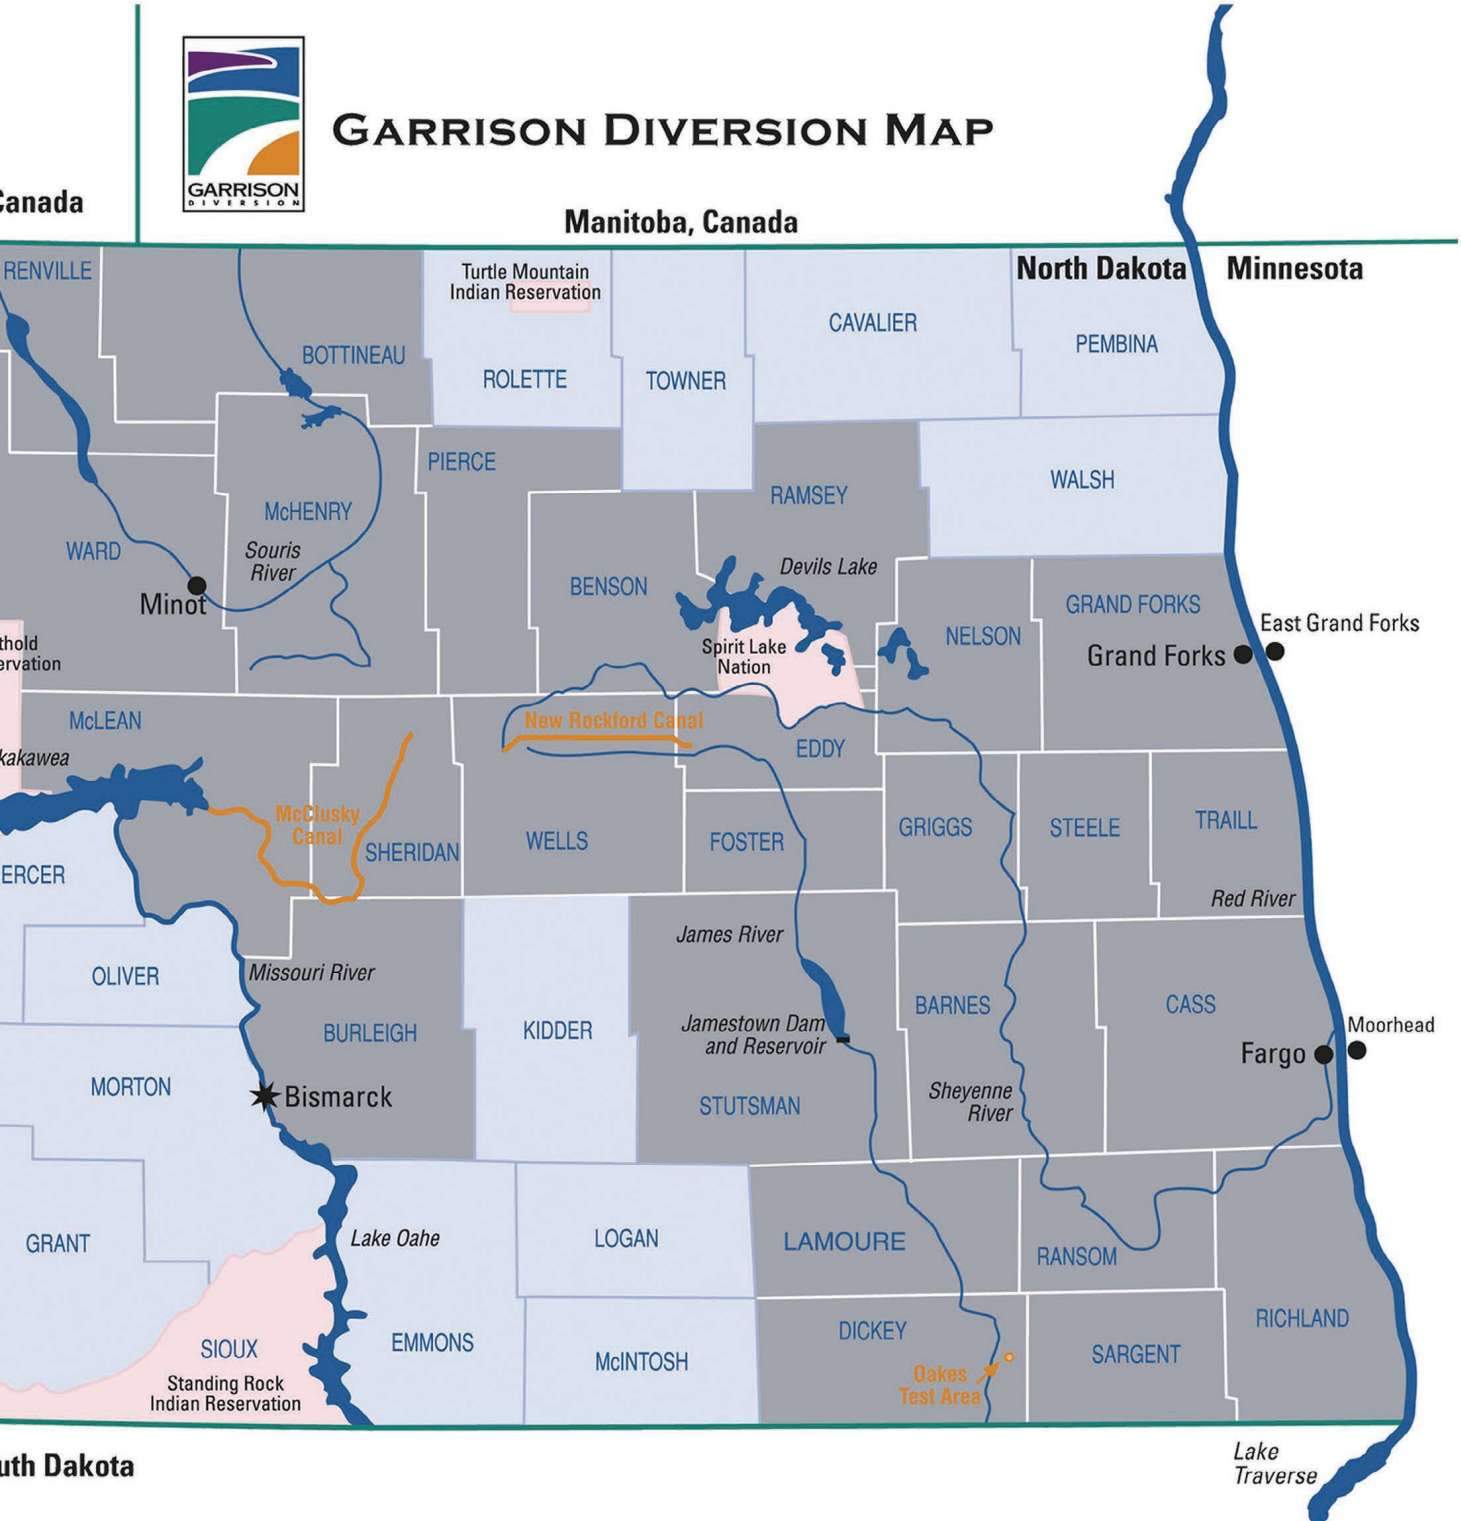 GARRISON
DIVERSION
GARRISON DIVERSION MAP
Canada
Manitoba, Canada
North Dakota
Minnesota
RENVILLE
Turtle Mountain
Indian Reservation
BOTTINEAU
ROLETTE
TOWNER
CAVALIER
PEMBINA
PIERCE
RAMSEY
WALSH
McHENRY
WARD
Souris
River
Minot
BENSON
Devils Lake
GRAND FORKS
NELSON
East Grand Forks
Grand Forks
thold
ervation
Spirit Lake
Nation
McLEAN
New Rockford Canal
EDDY
kakawea
McClusky
Canal
SHERIDAN
WELLS
FOSTER
GRIGGS
STEELE
TRAILL
ERCER
Red River
James River
OLIVER
Missouri River
BURLEIGH
KIDDER
Jamestown Dam
and Reservoir
BARNES
CASS
Moorhead
Fargo
MORTON
Bismarck
STUTSMAN
Sheyenne
River
GRANT
Lake Oahe
LOGAN
LAMOURE
RANSOM
RICHLAND
SIOUX
EMMONS
McINTOSH
DICKEY
SARGENT
Standing Rock
Indian Reservation
Oakes
Test Area
uth Dakota
Lake
Traverse